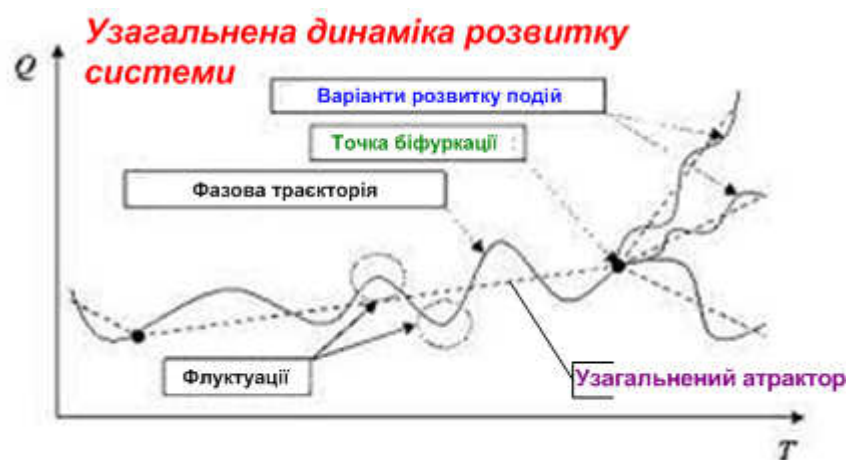 Узагальнена динаміка розвитку
системи
Q
Варіанти розвитку подій
Точка біфуркації
Фазова траєкторія
Флуктуації
Узагальнений атрактор
T